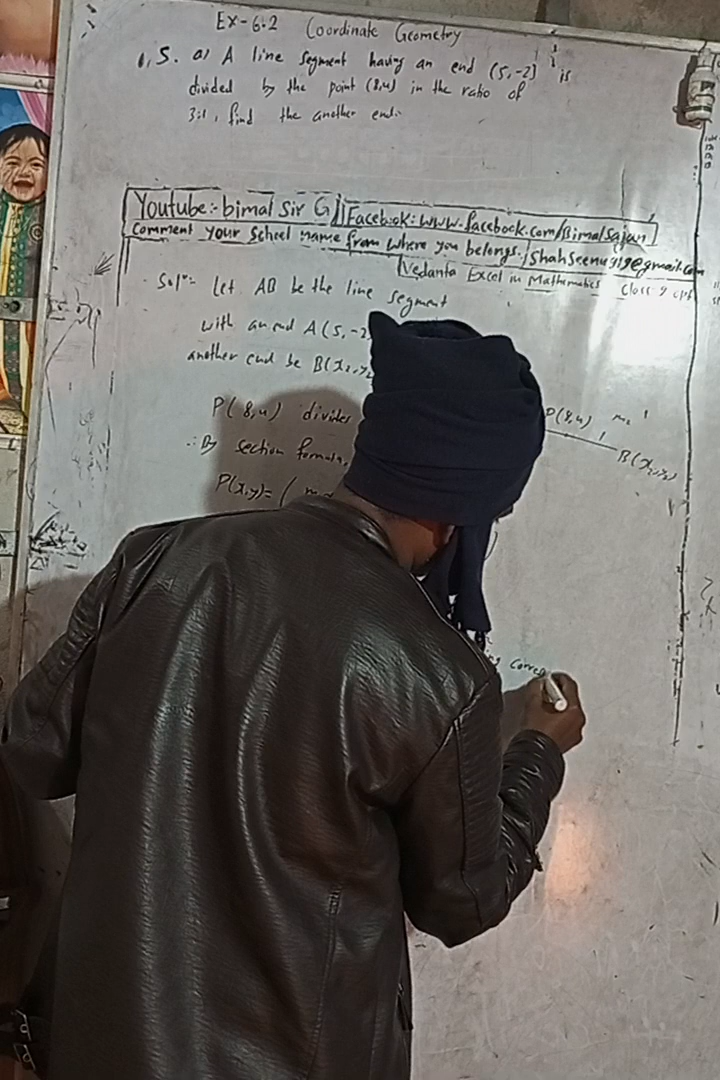 Ex-6.2 Coordinate Geometry
5. a) A line segment having an end (5,-2) is
divided by the point (8,4) in the ratio of
3:1, find the another end.
Youtube:- bimal Sir G
Facebook: www.facebook.com/Bimalsajan
Comment your School name from where you belongs.
Shahseenu919@gmail.com
Vedanta Excel in Mathematics Class 9
Solⁿ:- Let AB be the line segment
with an end A(5,-2
another end be B(x₂,y₂
P(8,4) divides
P(8,4) m₂ 1
B(x₂,y₂)
∴ By section formula,
P(x,y)= ( m
ing Corre